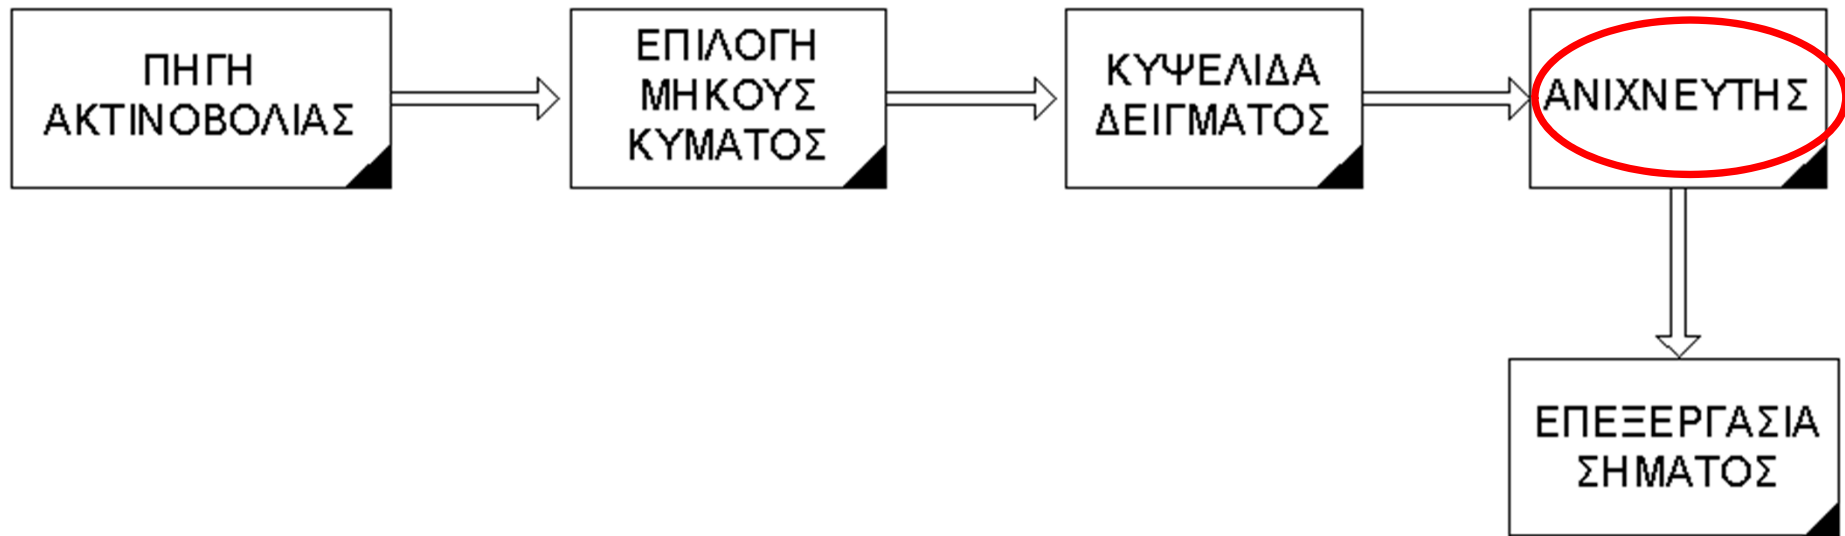 ΠΗΓΗ
ΑΚΤΙΝΟΒΟΛΙΑΣ
ΕΠΙΛΟΓΗ
ΜΗΚΟΥΣ
ΚΥΜΑΤΟΣ
ΚΥΨΕΛΙΔΑ
ΔΕΙΓΜΑΤΟΣ
ΑΝΙΧΝΕΥΤΗΣ
ΕΠΕΞΕΡΓΑΣΙΑ
ΣΗΜΑΤΟΣ